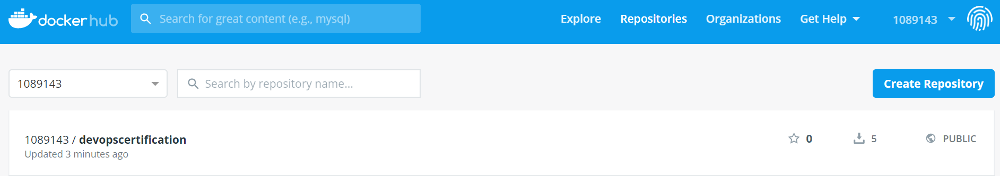 docker hub
Search for great content (e.g., mysql)
Explore
Repositories
Organizations
Get Help
1089143
1089143
Search by repository name...
Create Repository
1089143 / devopscertification
0
5
PUBLIC
Updated 3 minutes ago